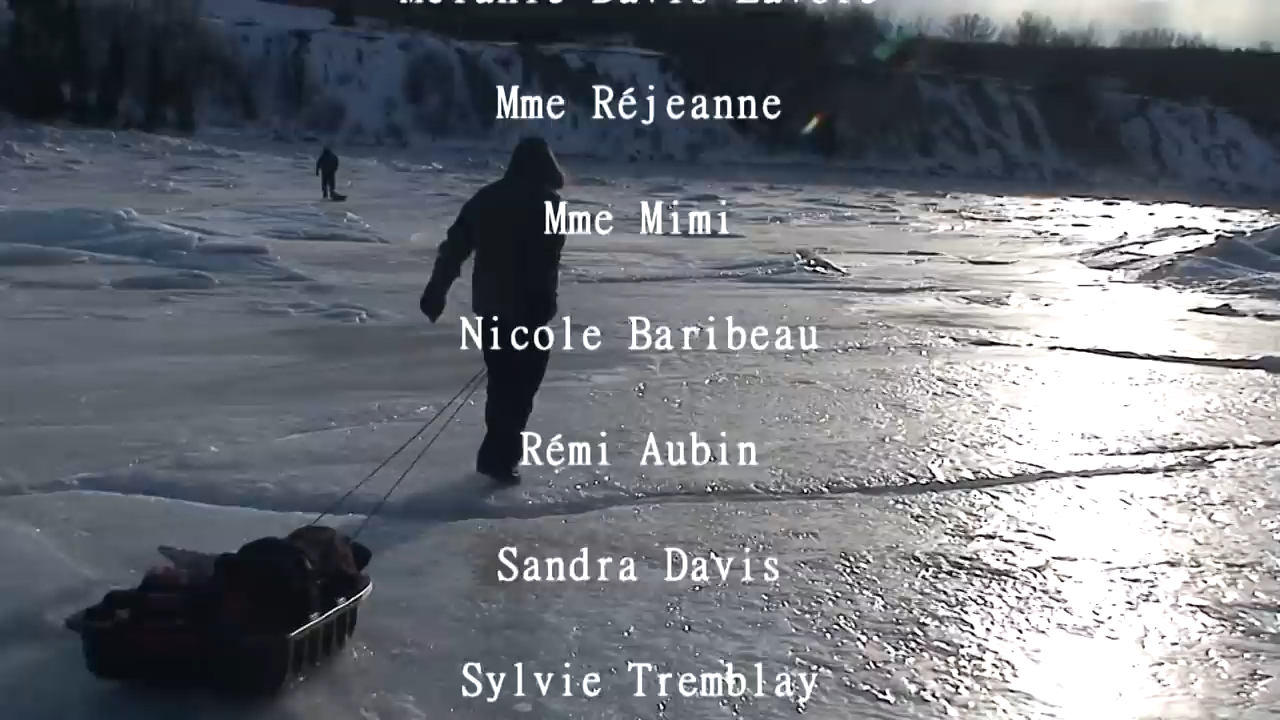 Mme Réjeanne
Mme Mimi
Nicole Baribeau
Rémi Aubin
Sandra Davis
Sylvie Tremblay